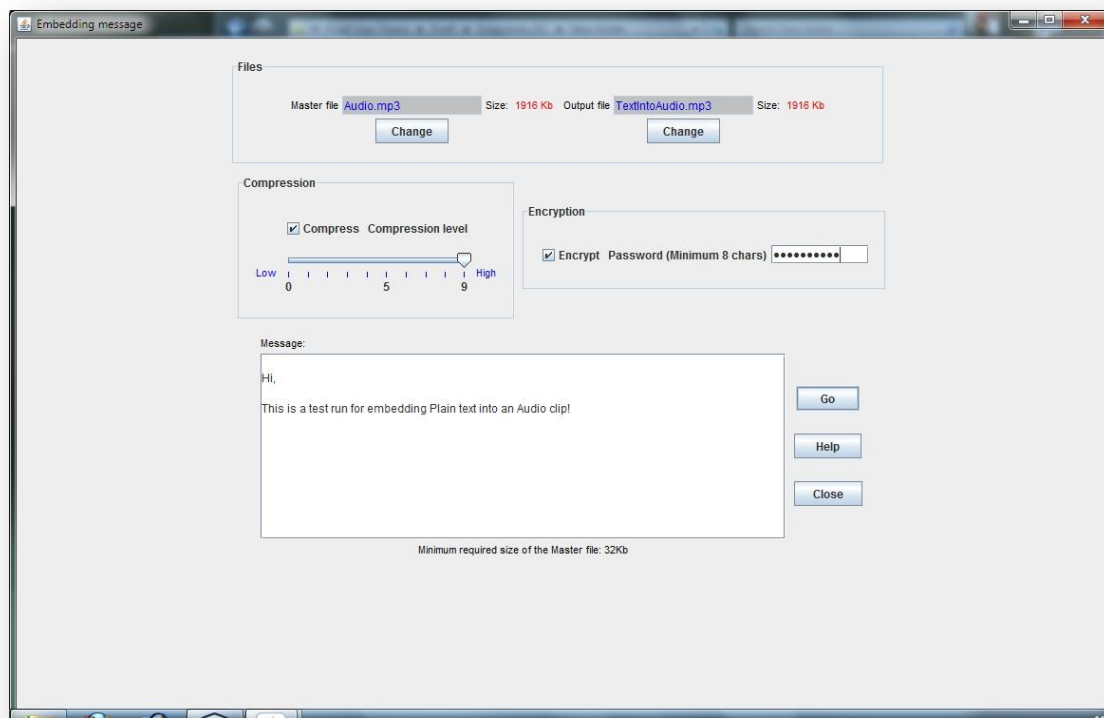 Embedding message
Files
Master file Audio.mp3 Size: 1916 Kb Output file TextIntoAudio.mp3 Size: 1916 Kb
Change Change
Compression
Encryption
Compress Compression level
Encrypt Password (Minimum 8 chars) ••••••••••
Low High
0 5 9
Message:
Hi,
This is a test run for embedding Plain text into an Audio clip!
Go
Help
Close
Minimum required size of the Master file: 32Kb